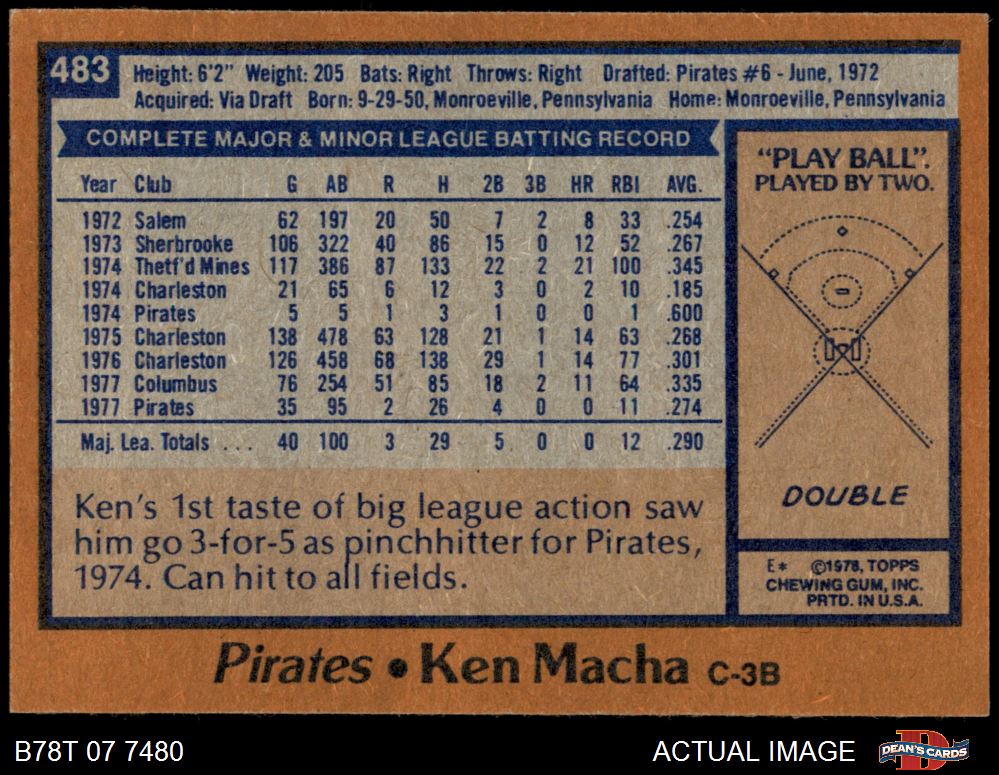 483
Height: 6'2" Weight: 205 Bats: Right Throws: Right Drafted: Pirates #6 - June, 1972
Acquired: Via Draft Born: 9-29-50, Monroeville, Pennsylvania Home: Monroeville, Pennsylvania
COMPLETE MAJOR & MINOR LEAGUE BATTING RECORD
Year Club G AB R H 2B 3B HR RBI AVG.
1972 Salem 62 197 20 50 7 2 8 33 .254
1973 Sherbrooke 106 322 40 86 15 0 12 52 .267
1974 Thetf'd Mines 117 386 87 133 22 2 21 100 .345
1974 Charleston 21 65 6 12 3 0 2 10 .185
1974 Pirates 5 5 1 3 1 0 0 1 .600
1975 Charleston 138 478 63 128 21 1 14 63 .268
1976 Charleston 126 458 68 138 29 1 14 77 .301
1977 Columbus 76 254 51 85 18 2 11 64 .335
1977 Pirates 35 95 2 26 4 0 0 11 .274
Maj. Lea. Totals . . . 40 100 3 29 5 0 0 12 .290
Ken's 1st taste of big league action saw
him go 3-for-5 as pinchhitter for Pirates,
1974. Can hit to all fields.
"PLAY BALL".
PLAYED BY TWO.
DOUBLE
E* ©1978, TOPPS
CHEWING GUM, INC.
PRTD. IN U.S.A.
Pirates • Ken Macha C-3B
B78T 07 7480
ACTUAL IMAGE
D
DEAN'S CARDS